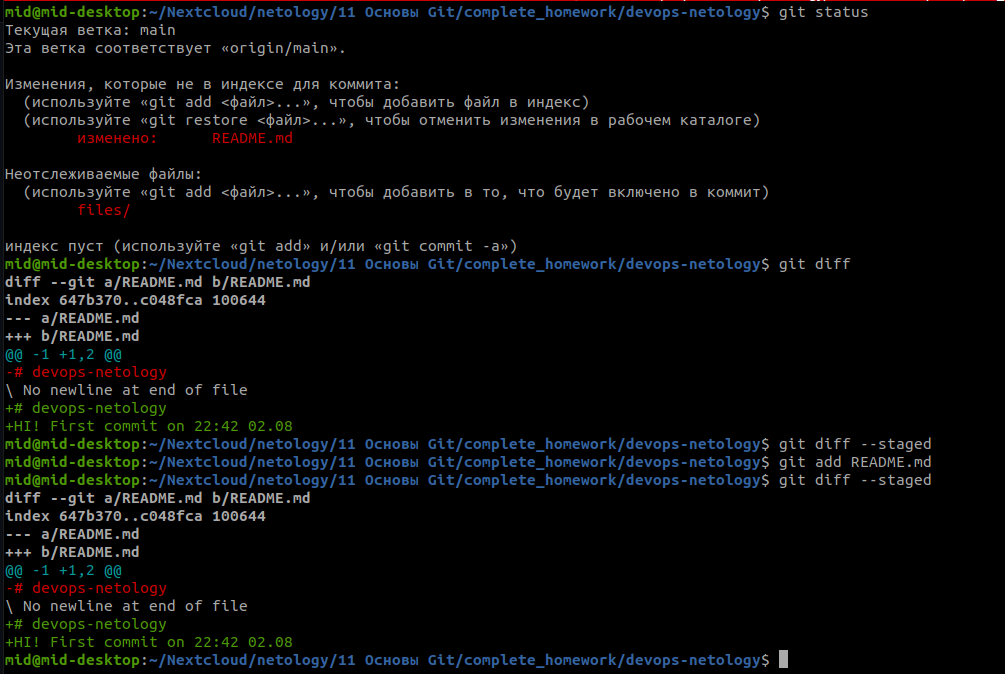 mid@mid-desktop:~/Nextcloud/netology/11 Основы Git/complete_homework/devops-netology$ git status
Текущая ветка: main
Эта ветка соответствует «origin/main».
Изменения, которые не в индексе для коммита:
(используйте «git add <файл>...», чтобы добавить файл в индекс)
(используйте «git restore <файл>...», чтобы отменить изменения в рабочем каталоге)
изменено:      README.md
Неотслеживаемые файлы:
(используйте «git add <файл>...», чтобы добавить в то, что будет включено в коммит)
files/
индекс пуст (используйте «git add» и/или «git commit -a»)
mid@mid-desktop:~/Nextcloud/netology/11 Основы Git/complete_homework/devops-netology$ git diff
diff --git a/README.md b/README.md
index 647b370..c048fca 100644
--- a/README.md
+++ b/README.md
@@ -1 +1,2 @@
-# devops-netology
\ No newline at end of file
+# devops-netology
+HI! First commit on 22:42 02.08
mid@mid-desktop:~/Nextcloud/netology/11 Основы Git/complete_homework/devops-netology$ git diff --staged
mid@mid-desktop:~/Nextcloud/netology/11 Основы Git/complete_homework/devops-netology$ git add README.md
mid@mid-desktop:~/Nextcloud/netology/11 Основы Git/complete_homework/devops-netology$ git diff --staged
diff --git a/README.md b/README.md
index 647b370..c048fca 100644
--- a/README.md
+++ b/README.md
@@ -1 +1,2 @@
-# devops-netology
\ No newline at end of file
+# devops-netology
+HI! First commit on 22:42 02.08
mid@mid-desktop:~/Nextcloud/netology/11 Основы Git/complete_homework/devops-netology$